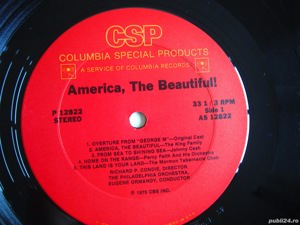 CSP
COLUMBIA SPECIAL PRODUCTS
A SERVICE OF COLUMBIA RECORDS
America, The Beautiful!
P 12822
STEREO
33 1/3 RPM
Side 1
AS 12822
1. OVERTURE FROM "GEORGE M"—Original Cast
2. AMERICA, THE BEAUTIFUL—The King Family
3. FROM SEA TO SHINING SEA—Johnny Cash
4. HOME ON THE RANGE—Percy Faith And His Orchestra
5. THIS LAND IS YOUR LAND—The Mormon Tabernacle Choir
RICHARD P. CONDIE, DIRECTOR
THE PHILADELPHIA ORCHESTRA,
EUGENE ORMANDY, CONDUCTOR
© 1975 CBS INC.
publi24.ro